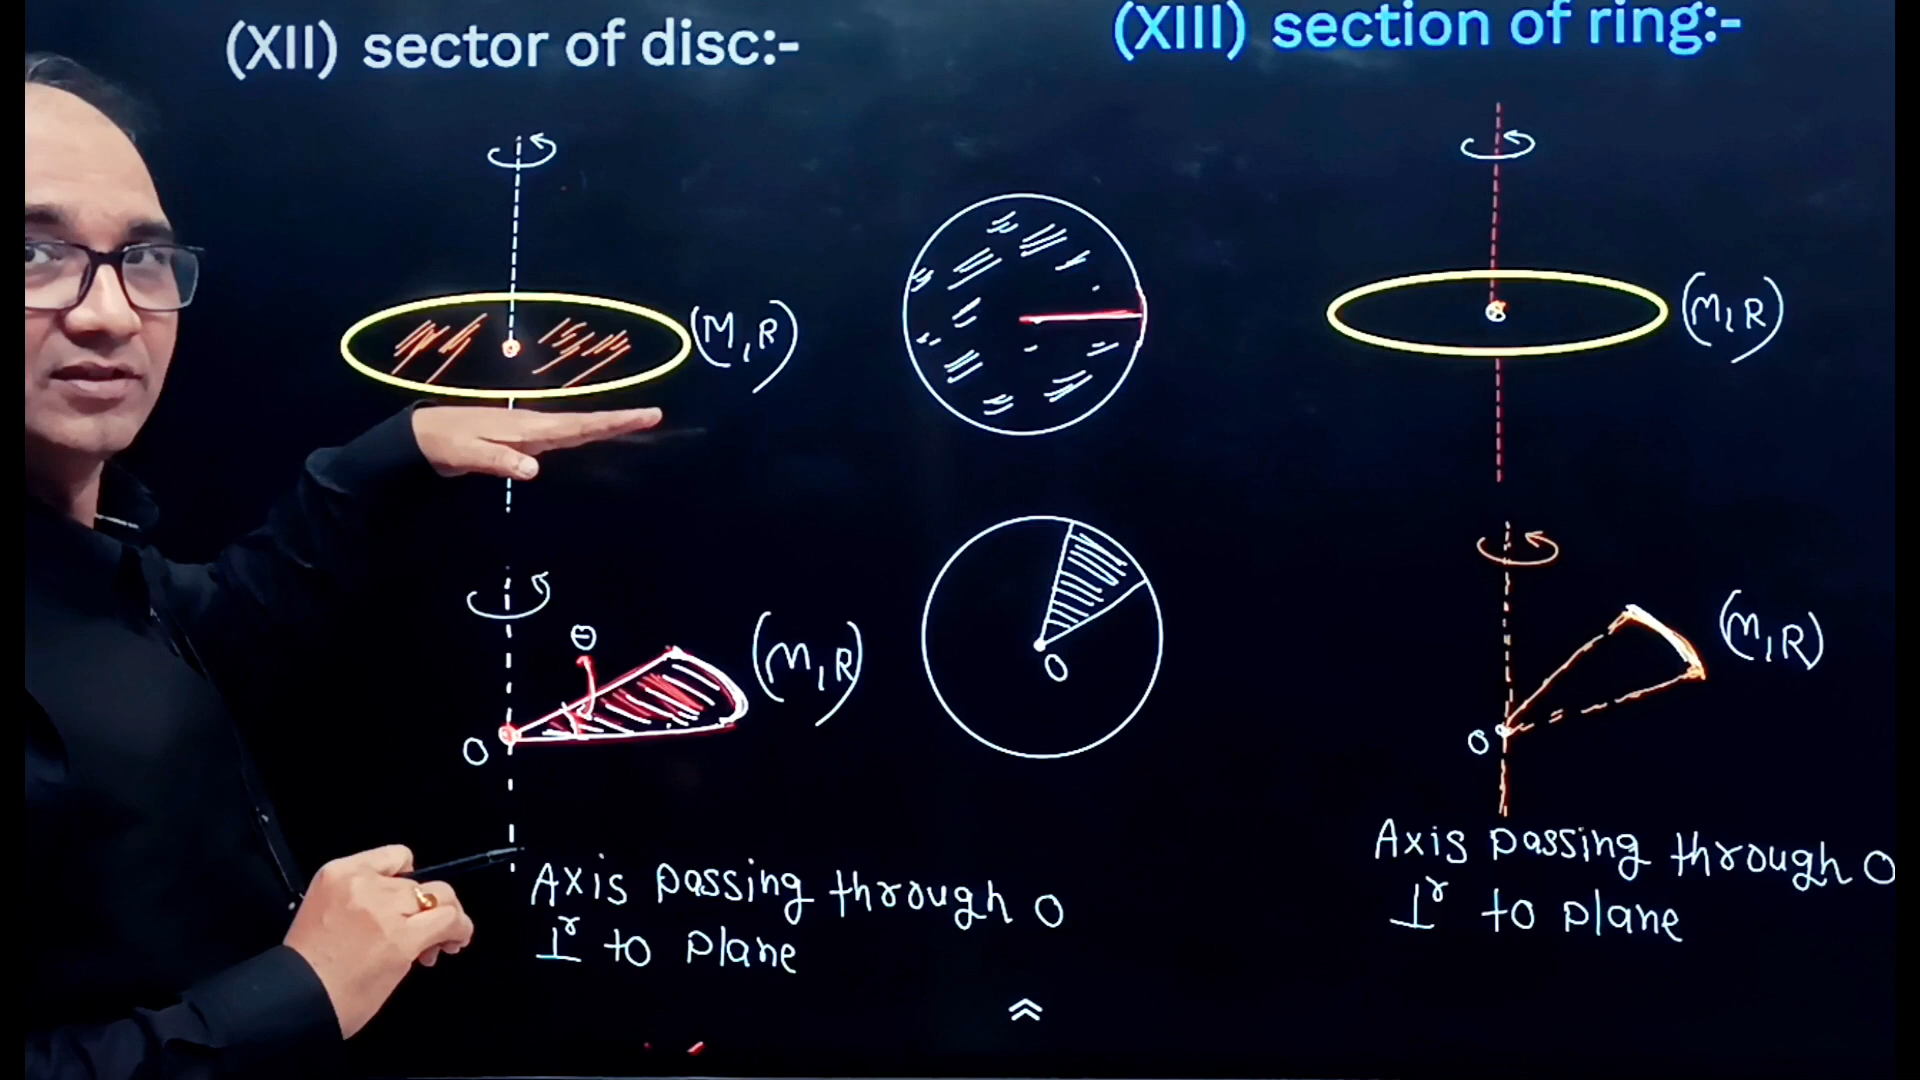 (XII) sector of disc:-
(XIII) section of ring:-
(M,R)
(M,R)
θ
(M,R)
O
O
(M,R)
O
Axis passing through O
⊥ʳ to plane
Axis passing through O
⊥ʳ to plane